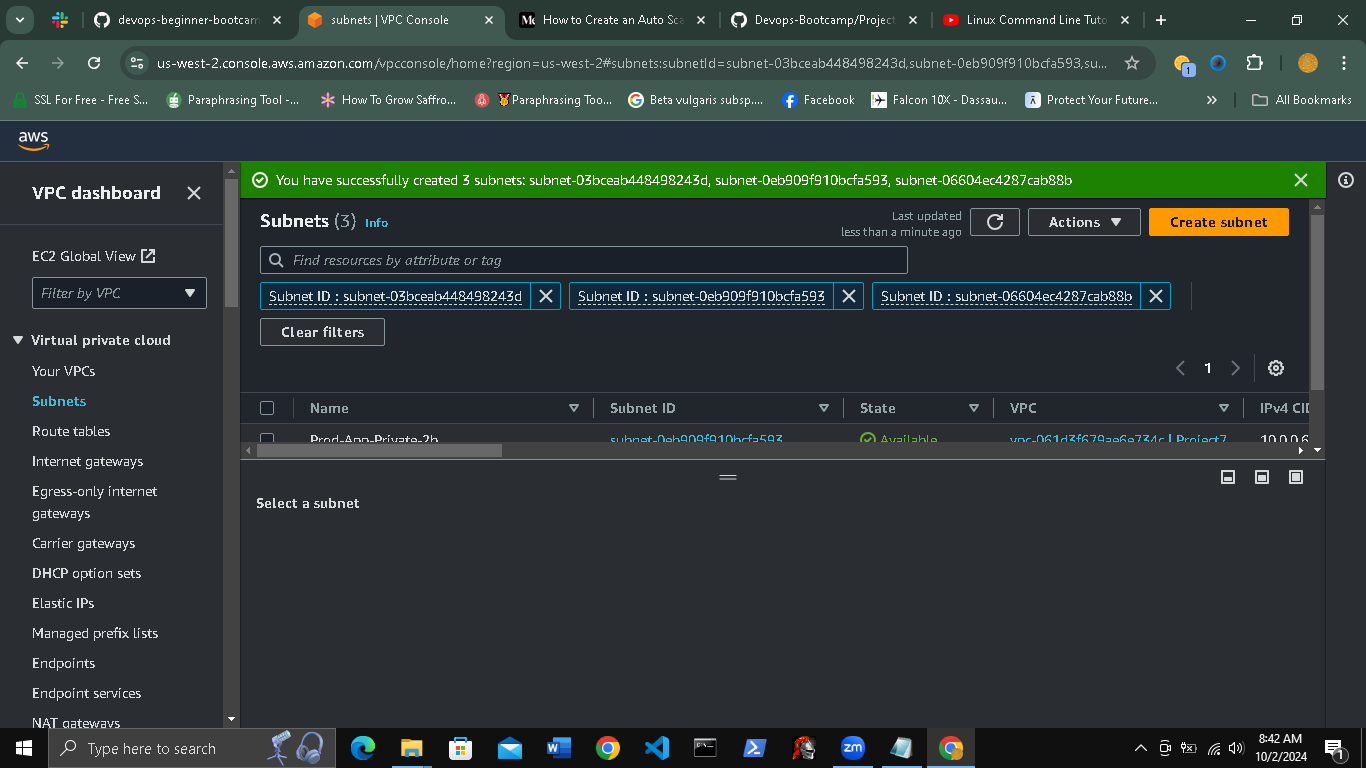 devops-beginner-bootcam
subnets | VPC Console
How to Create an Auto Sca
Devops-Bootcamp/Project
Linux Command Line Tuto
us-west-2.console.aws.amazon.com/vpcconsole/home?region=us-west-2#subnets:subnetId=subnet-03bceab448498243d,subnet-0eb909f910bcfa593,su...
1
SSL For Free - Free S...
Paraphrasing Tool -...
How To Grow Saffro...
Paraphrasing Too...
Beta vulgaris subsp....
Facebook
Falcon 10X - Dassau...
Protect Your Future...
All Bookmarks
aws
VPC dashboard
EC2 Global View
Filter by VPC
Virtual private cloud
Your VPCs
Subnets
Route tables
Internet gateways
Egress-only internet
gateways
Carrier gateways
DHCP option sets
Elastic IPs
Managed prefix lists
Endpoints
Endpoint services
NAT gateways
You have successfully created 3 subnets: subnet-03bceab448498243d, subnet-0eb909f910bcfa593, subnet-06604ec4287cab88b
Subnets (3) Info
Last updated
less than a minute ago
Actions
Create subnet
Find resources by attribute or tag
Subnet ID : subnet-03bceab448498243d
Subnet ID : subnet-0eb909f910bcfa593
Subnet ID : subnet-06604ec4287cab88b
Clear filters
1
Name
Subnet ID
State
VPC
IPv4 CID
Prod-App-Private-2b
subnet-0eb909f910bcfa593
Available
vpc-061d3f679ae6e734c | Project7
10.0.0.6
Select a subnet
Type here to search
zm
8:42 AM
10/2/2024
1